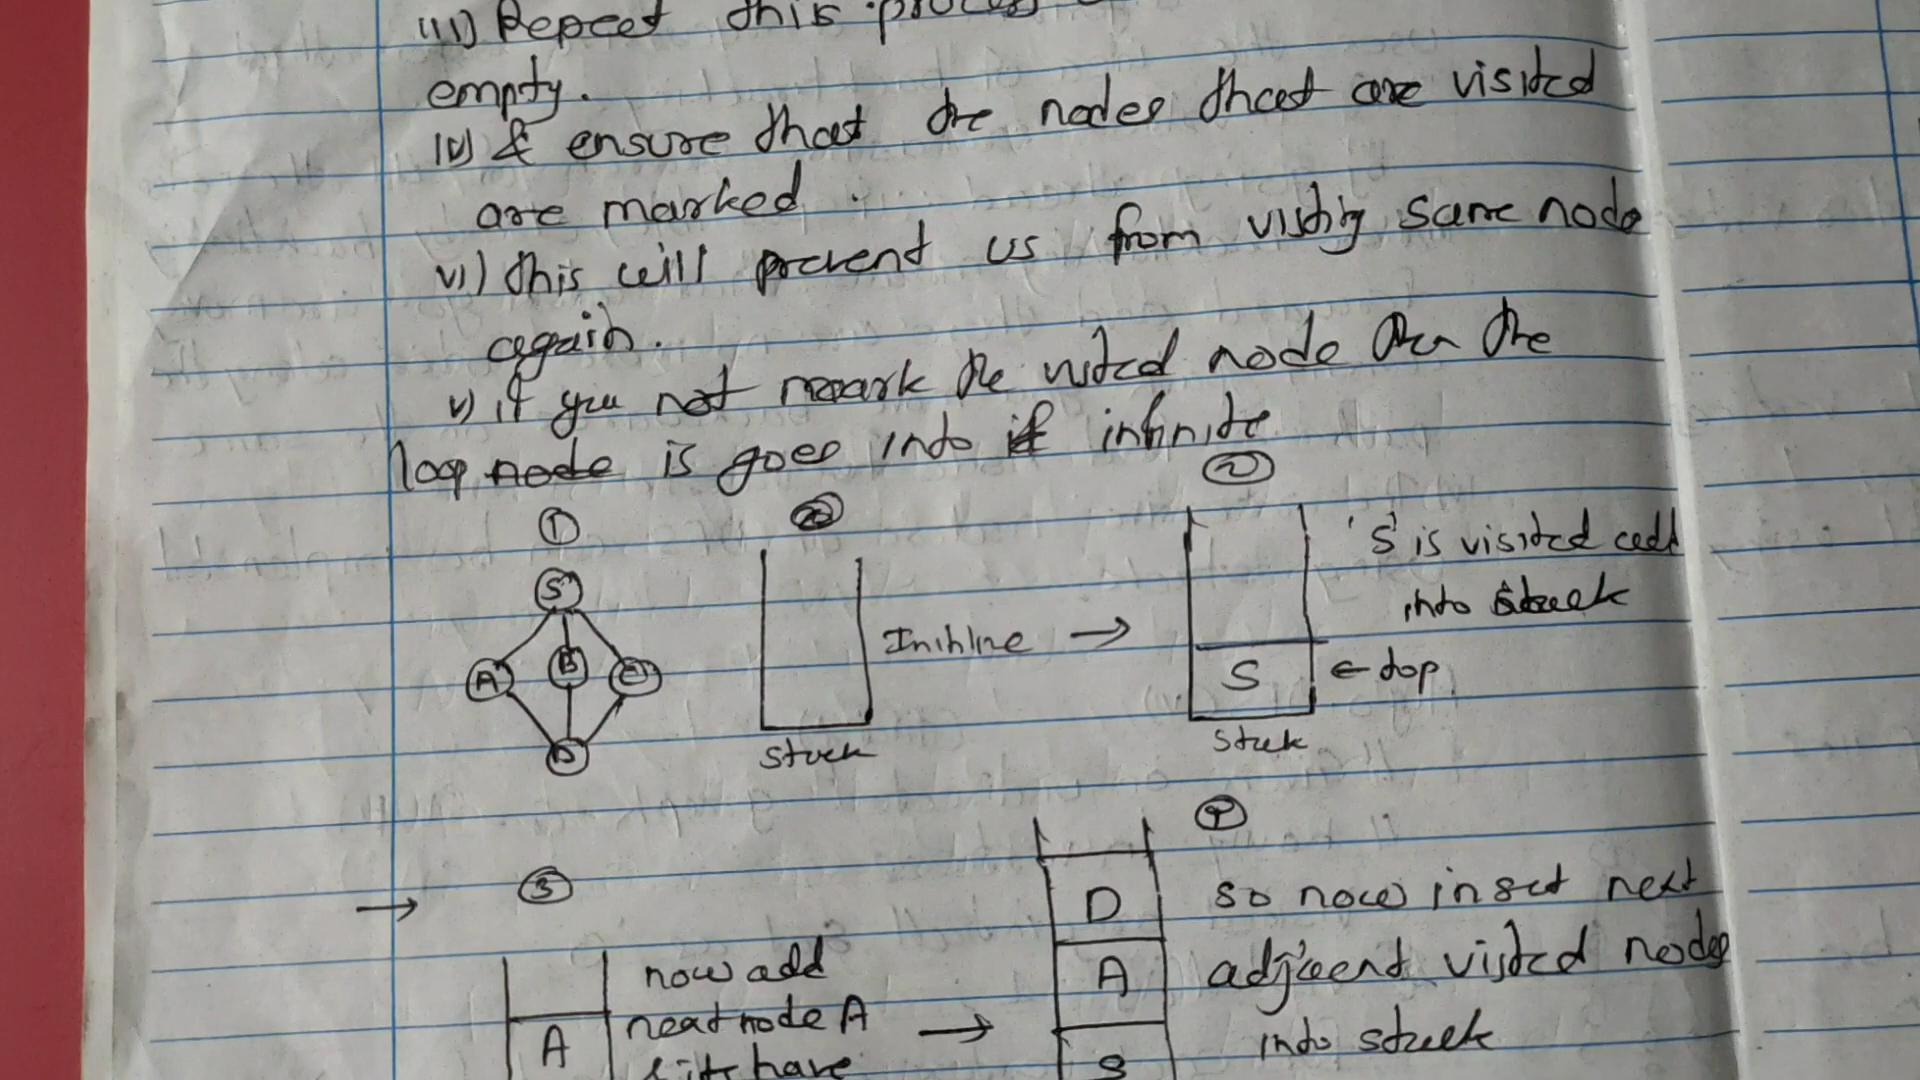 iii) Repeat this process
empty.
iv) & ensure that the nodes that are visited
are marked.
vi) this will prevent us from visting same node
again.
v) if you not mark the visited node then the
loop node is goes into if infinite
① ②
S
A B C
D
Stack
→
S
← top
Stack
'S' is visited add
into stack
→ ③
A
now add
next node A
have
→
④
D
A
S
so now insert next
adjacent visited node
into stack